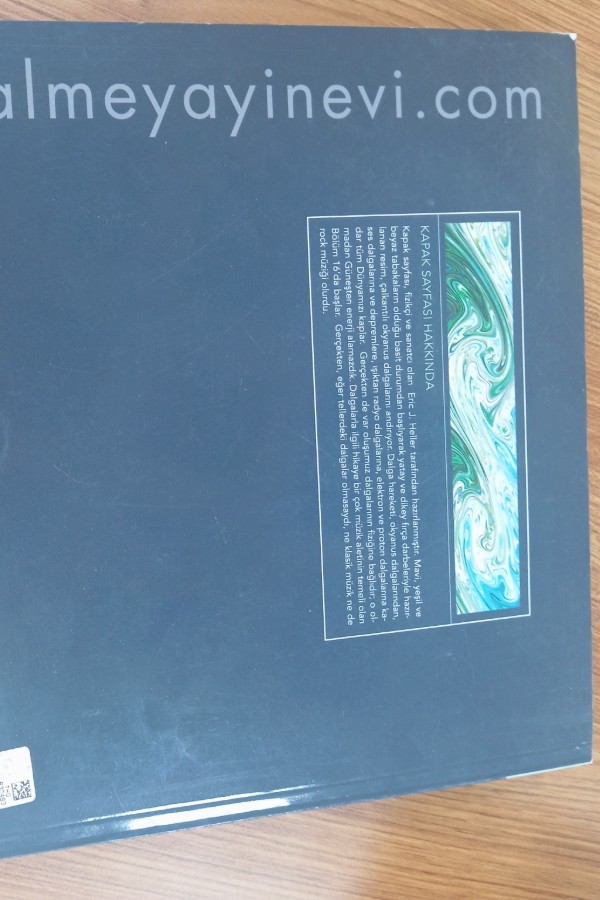 almeyayinevi.com
KAPAK SAYFASI HAKKINDA
Kapak sayfası, fizikçi ve sanatcı olan Eric J. Heller tarafından hazırlanmıştır. Mavi, yeşil ve
beyaz tabakaların olduğu basit durumdan başlıyarak yatay ve dikey fırça darbeleriyle hazır-
lanan resim, çalkantılı okyanus dalgalarını andırıyor. Dalga hareketi, okyanus dalgalarından,
ses dalgalarına ve depremlere, ışıktan radyo dalgalarına, elektron ve proton dalgalarına ka-
dar tüm Dünyamızı kaplar. Gerçekten de var oluşumuz dalgalarının fiziğine bağlıdır; o ol-
madan Güneşten enerji alamazdık. Dalgalarla ilgili hikaye bir çok müzik aletinin temeli olan
Bölüm 16'da başlar. Gerçekten, eğer tellerdeki dalgalar olmasaydı, ne klasik müzik ne de
rock müziği olurdu.